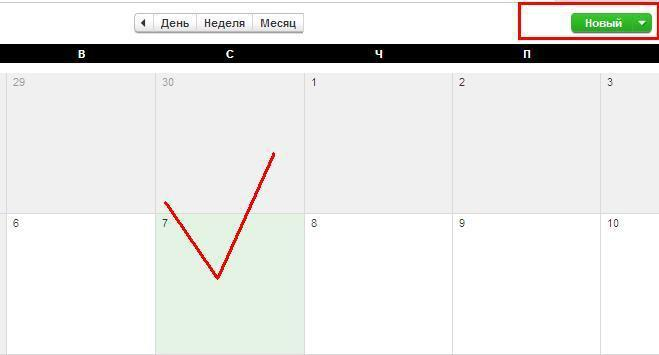 День Неделя Месяц Новый
В С Ч П
29 30 1 2 3
6 7 8 9 10